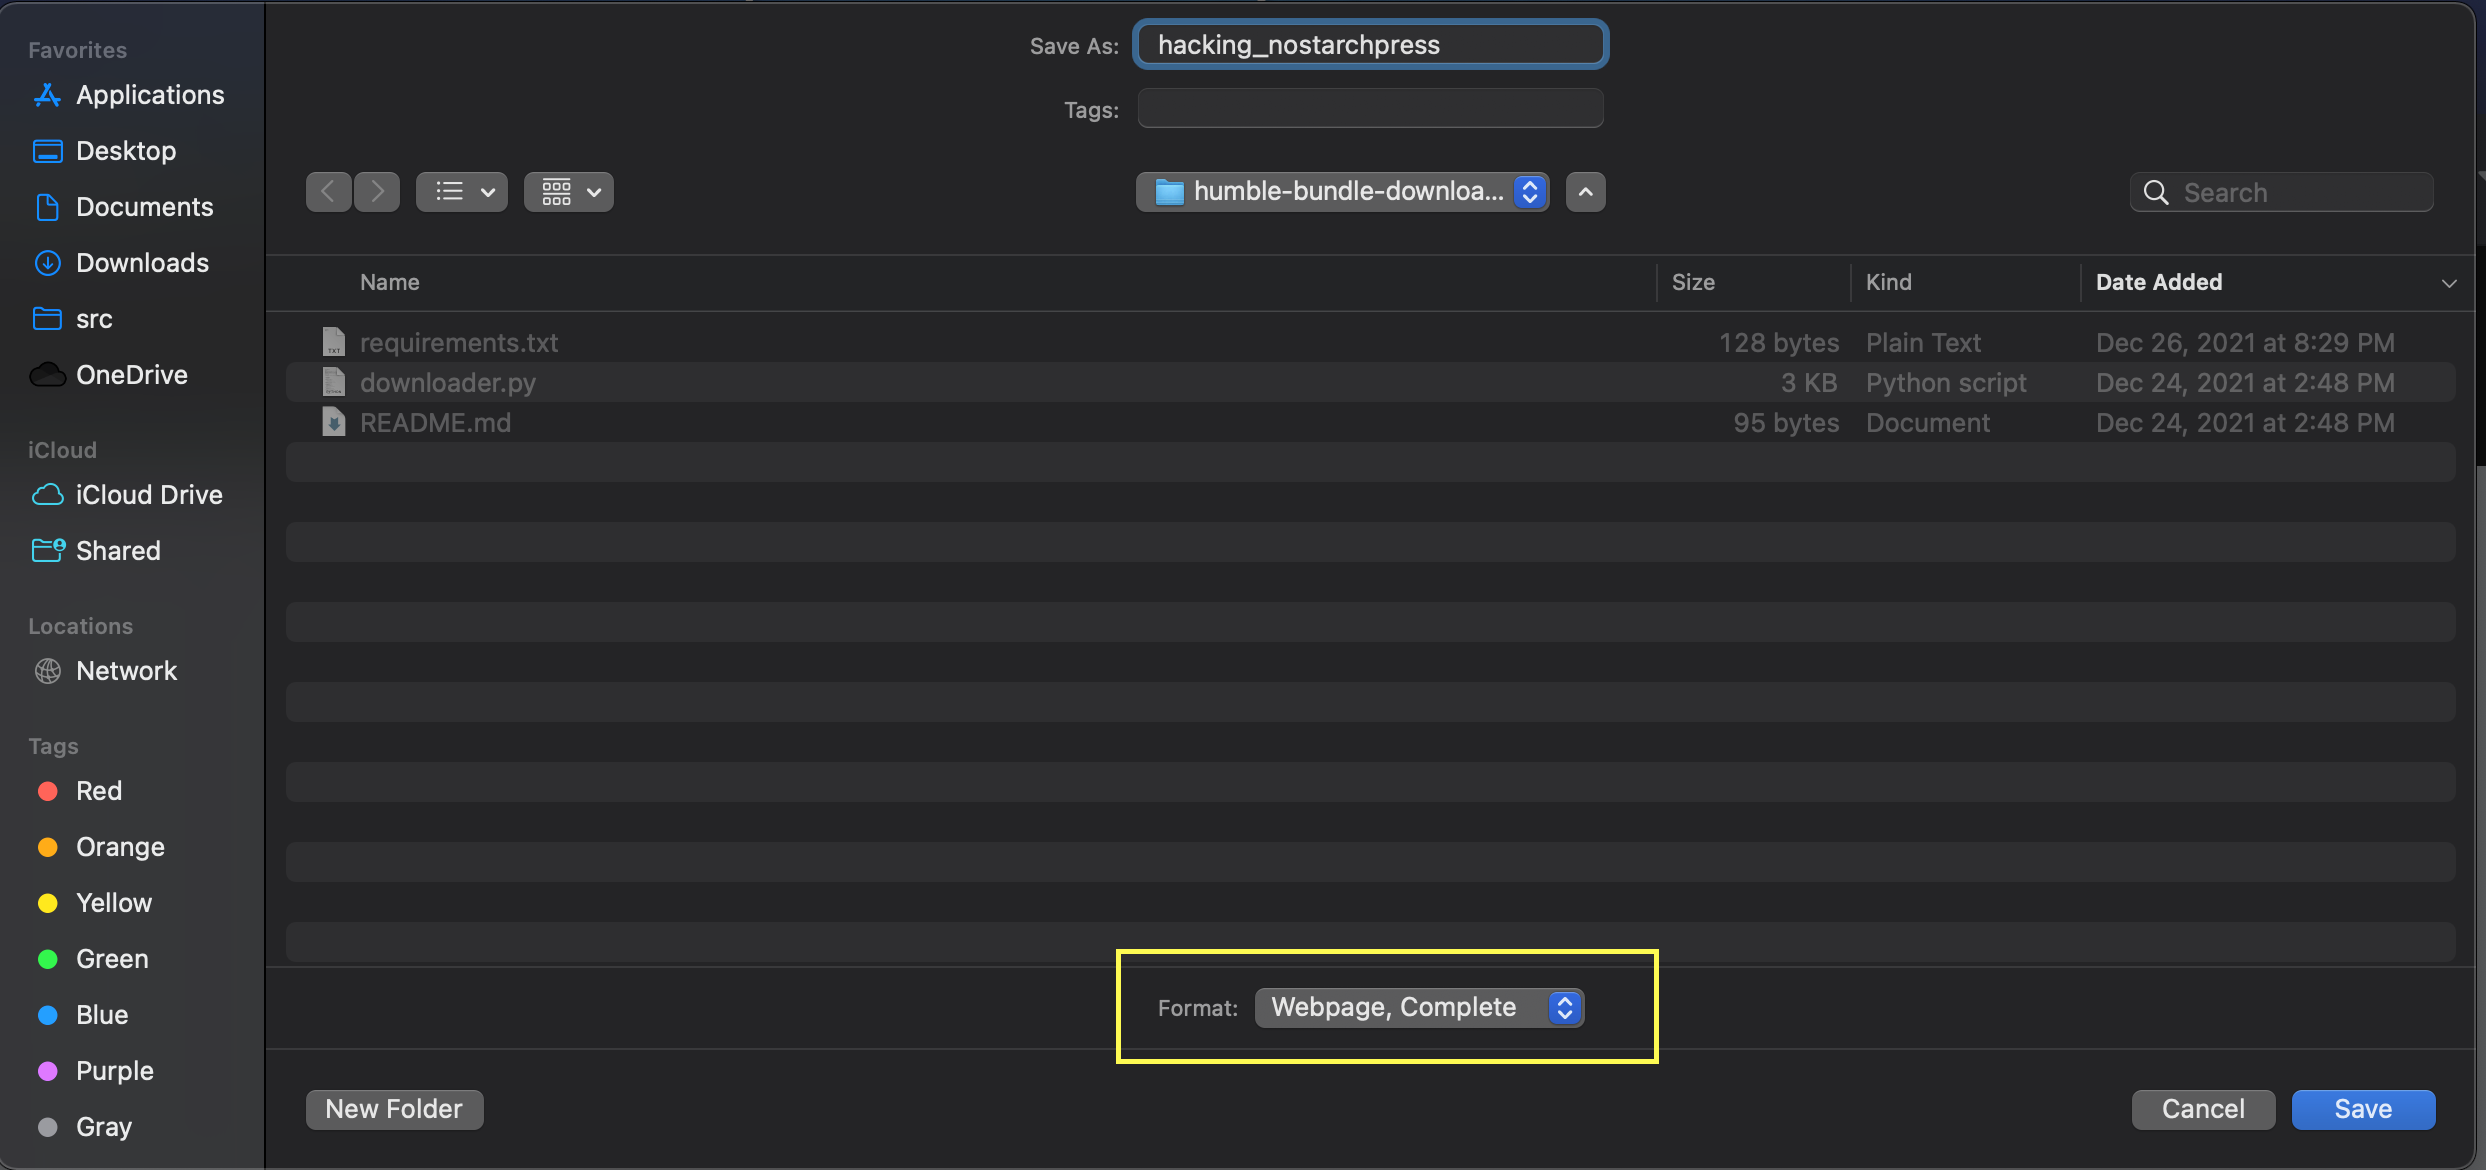 Favorites
Applications
Desktop
Documents
Downloads
src
OneDrive
iCloud
iCloud Drive
Shared
Locations
Network
Tags
Red
Orange
Yellow
Green
Blue
Purple
Gray
Save As: hacking_nostarchpress
Tags:
humble-bundle-downloa...
Search
Name Size Kind Date Added
requirements.txt 128 bytes Plain Text Dec 26, 2021 at 8:29 PM
downloader.py 3 KB Python script Dec 24, 2021 at 2:48 PM
README.md 95 bytes Document Dec 24, 2021 at 2:48 PM
Format: Webpage, Complete
New Folder Cancel Save